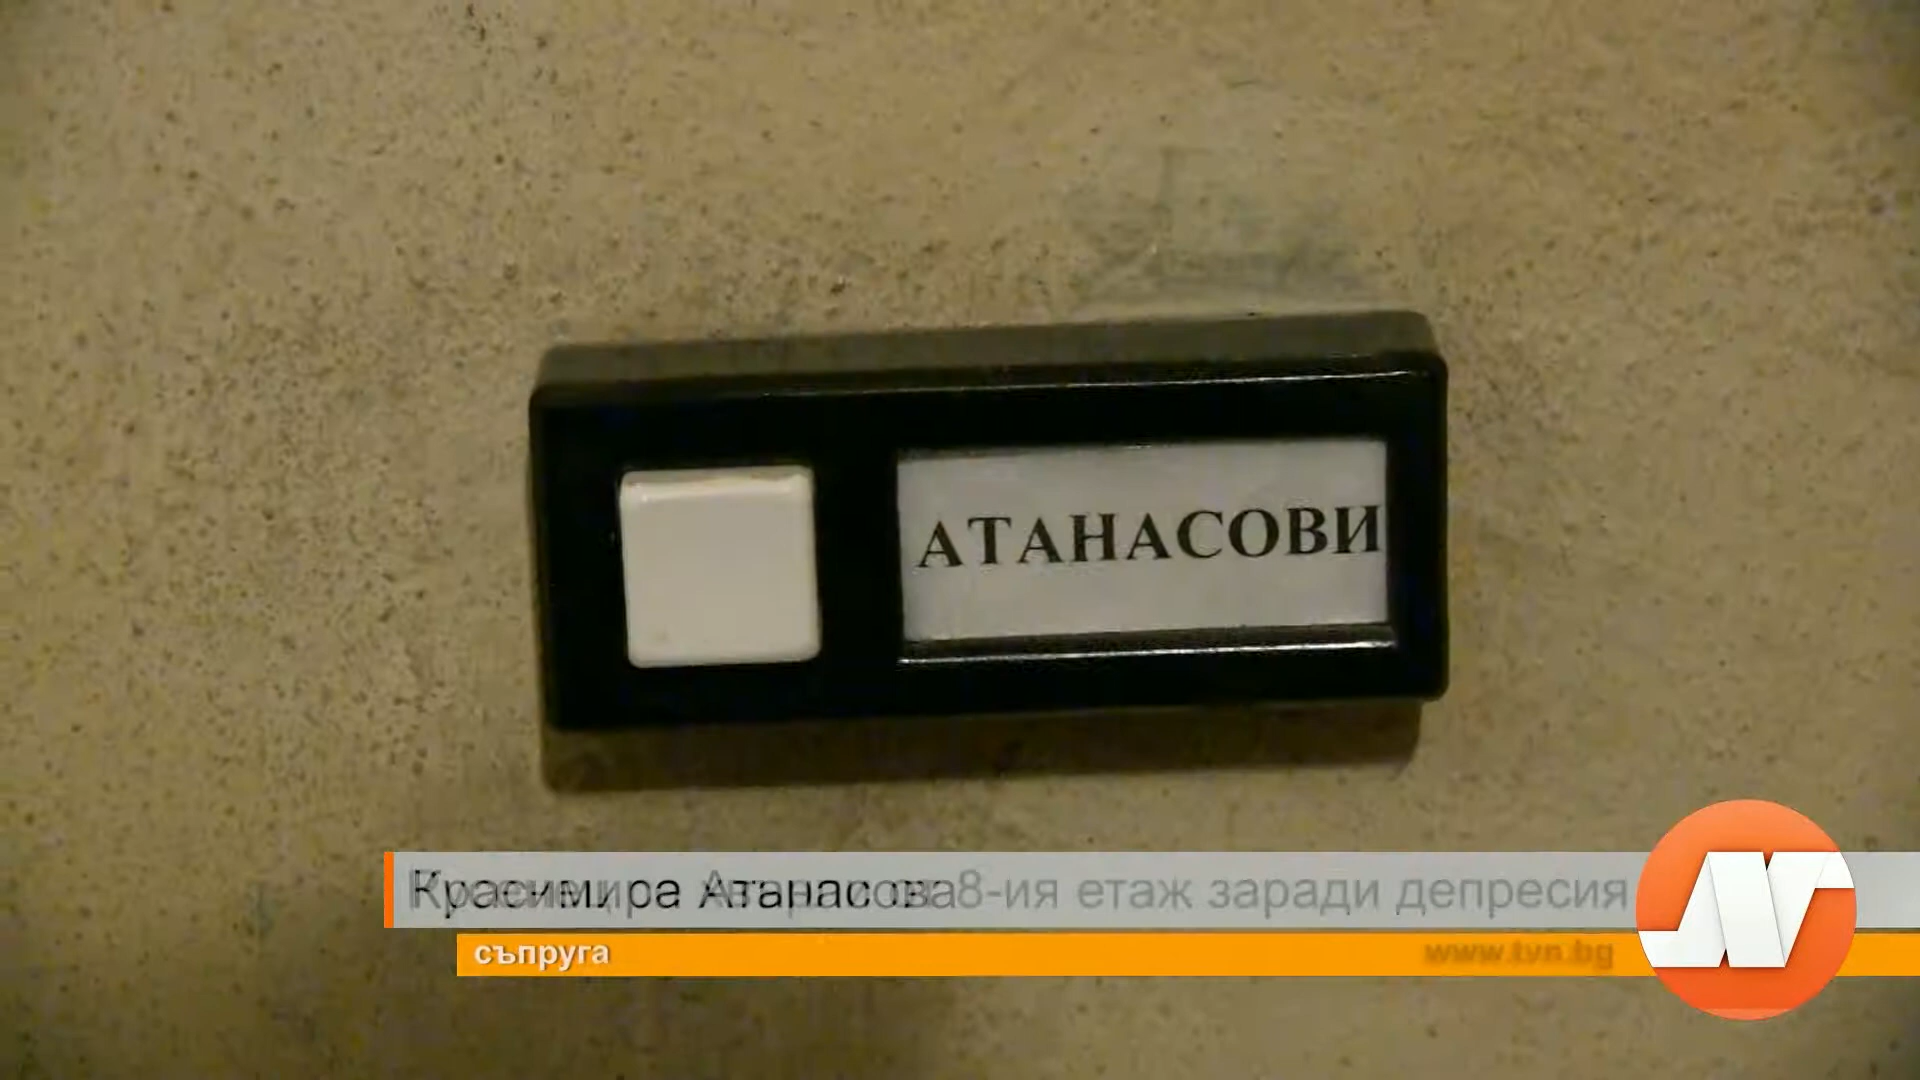 АТАНАСОВИ
Красимира Атанасова
8-ия етаж заради депресия
съпруга
www.tvn.bg